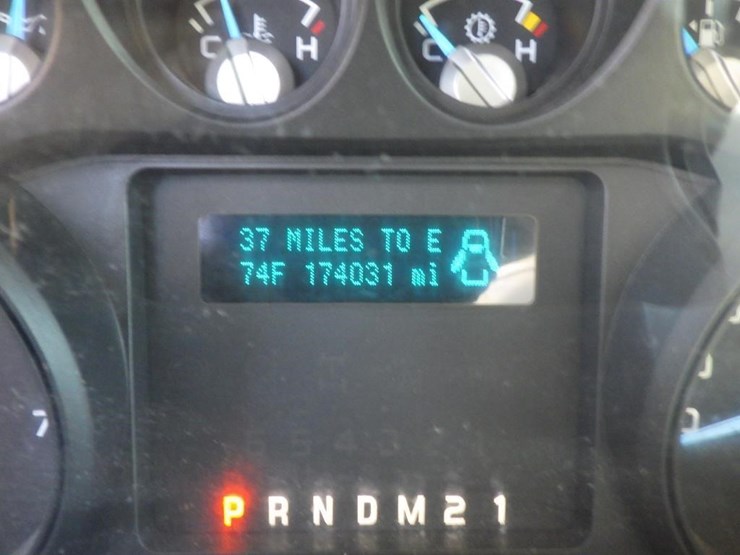 C H
C H
37 MILES TO E
74F 174031 mi
7
P R N D M 2 1